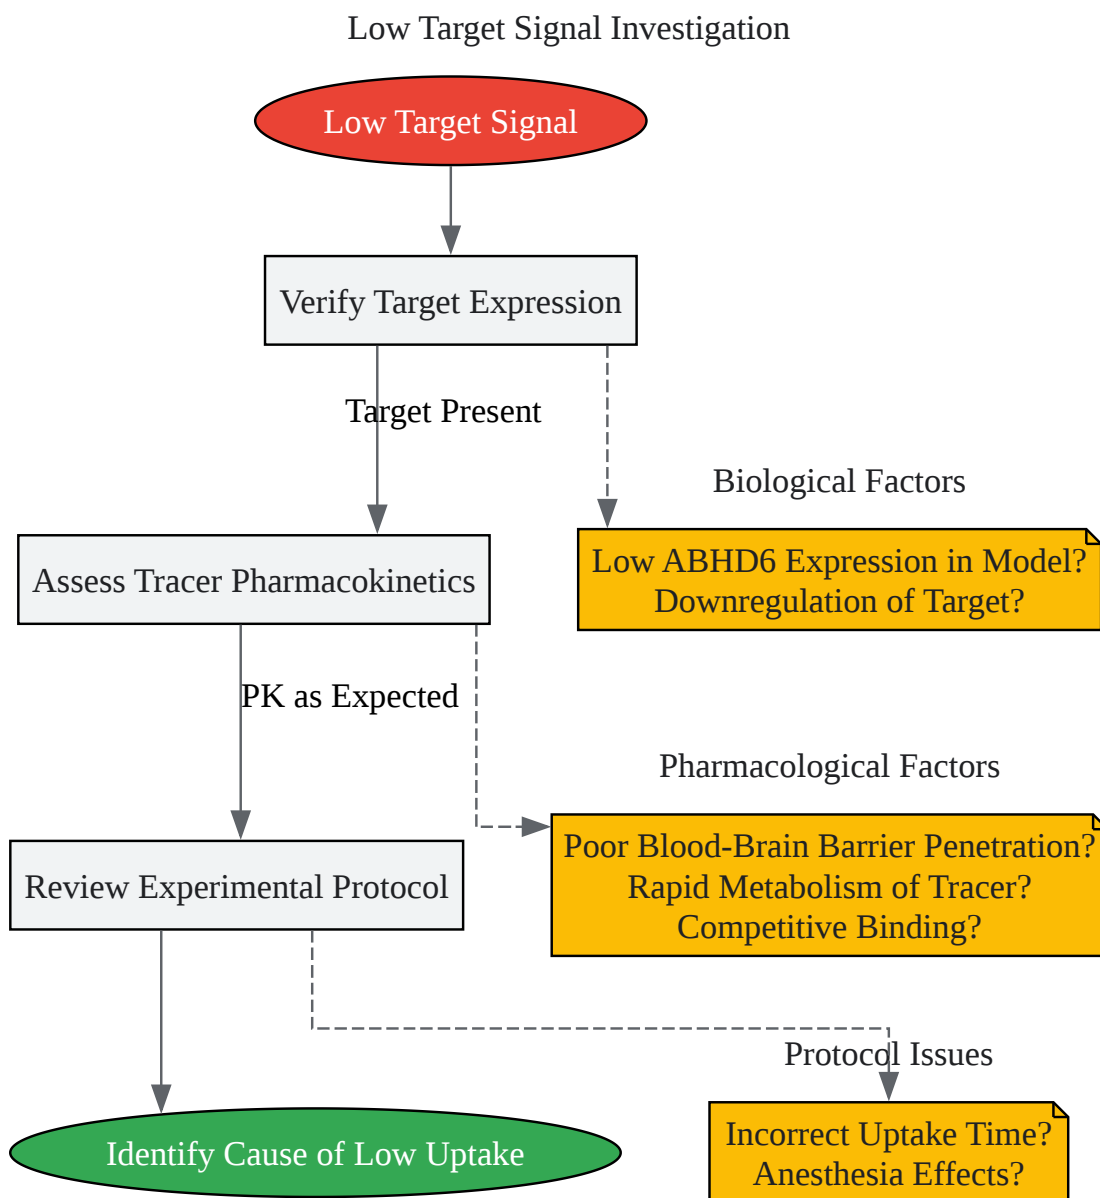 Low Target Signal Investigation
Low Target Signal
Verify Target Expression
Target Present
Biological Factors
Low ABHD6 Expression in Model?
Downregulation of Target?
Assess Tracer Pharmacokinetics
PK as Expected
Pharmacological Factors
Poor Blood-Brain Barrier Penetration?
Rapid Metabolism of Tracer?
Competitive Binding?
Review Experimental Protocol
Protocol Issues
Incorrect Uptake Time?
Anesthesia Effects?
Identify Cause of Low Uptake